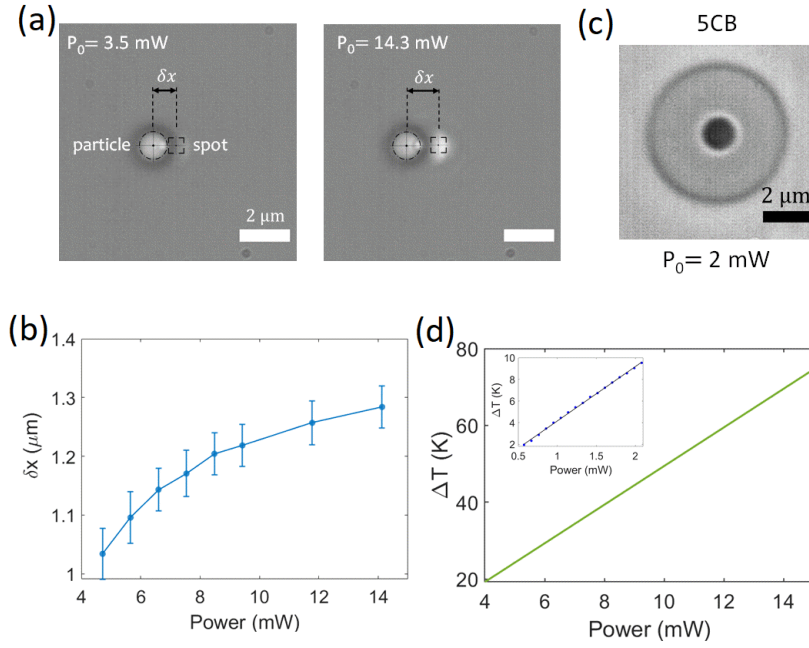 (a)
P₀= 3.5 mW
δx
particle
spot
2 μm
P₀= 14.3 mW
δx
(c)
5CB
2 μm
P₀= 2 mW
(b)
1.4
1.3
1.2
1.1
1
δx (μm)
4 6 8 10 12 14
Power (mW)
(d)
80
60
40
20
ΔT (K)
4 6 8 10 12 14
Power (mW)
10
8
6
4
2
ΔT (K)
0.5 1 1.5 2
Power (mW)